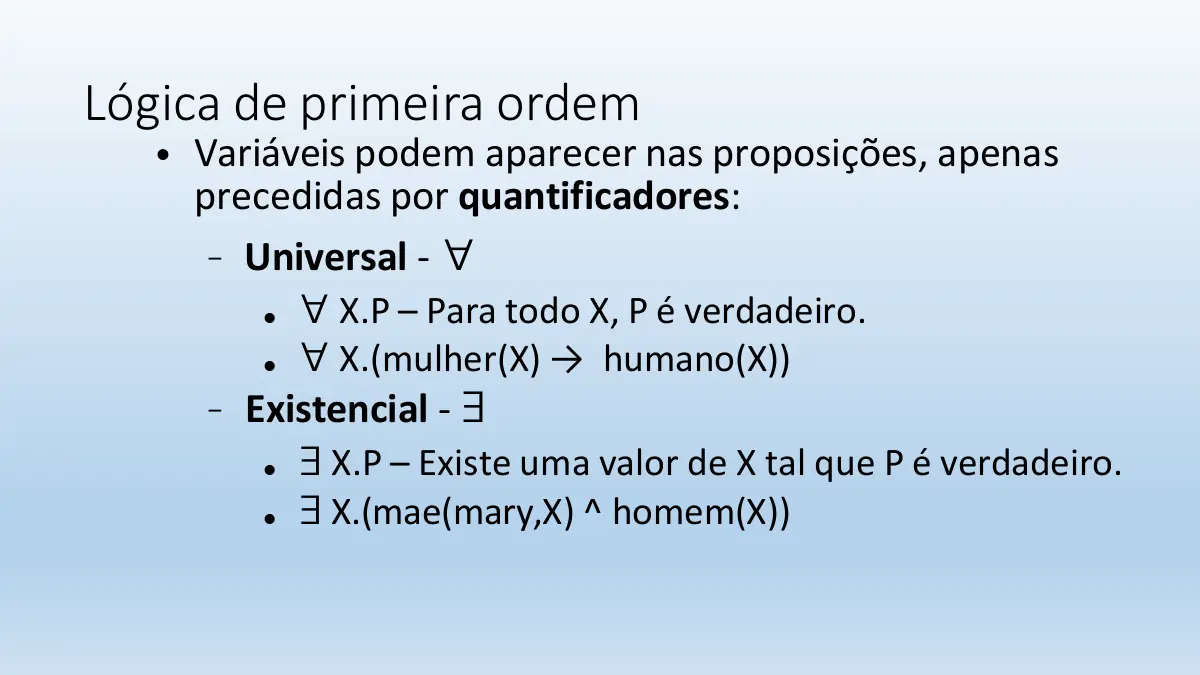 Lógica de primeira ordem
• Variáveis podem aparecer nas proposições, apenas
precedidas por quantificadores:
– Universal - ∀
• ∀ X.P – Para todo X, P é verdadeiro.
• ∀ X.(mulher(X) → humano(X))
– Existencial - ∃
• ∃ X.P – Existe uma valor de X tal que P é verdadeiro.
• ∃ X.(mae(mary,X) ^ homem(X))